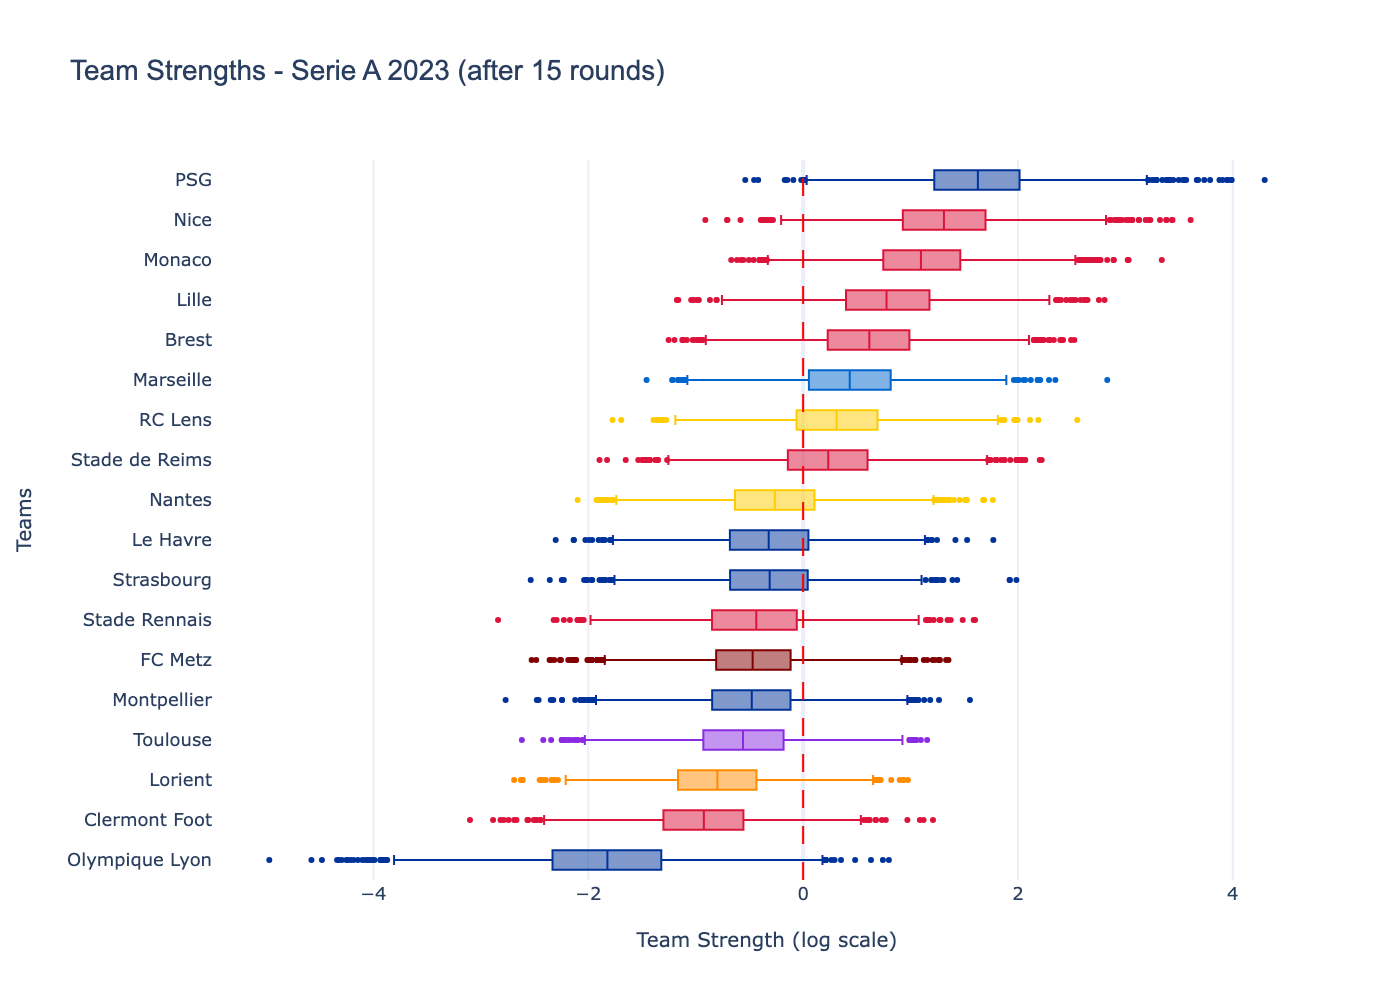 Team Strengths - Serie A 2023 (after 15 rounds)
Teams
PSG
Nice
Monaco
Lille
Brest
Marseille
RC Lens
Stade de Reims
Nantes
Le Havre
Strasbourg
Stade Rennais
FC Metz
Montpellier
Toulouse
Lorient
Clermont Foot
Olympique Lyon
−4 −2 0 2 4
Team Strength (log scale)